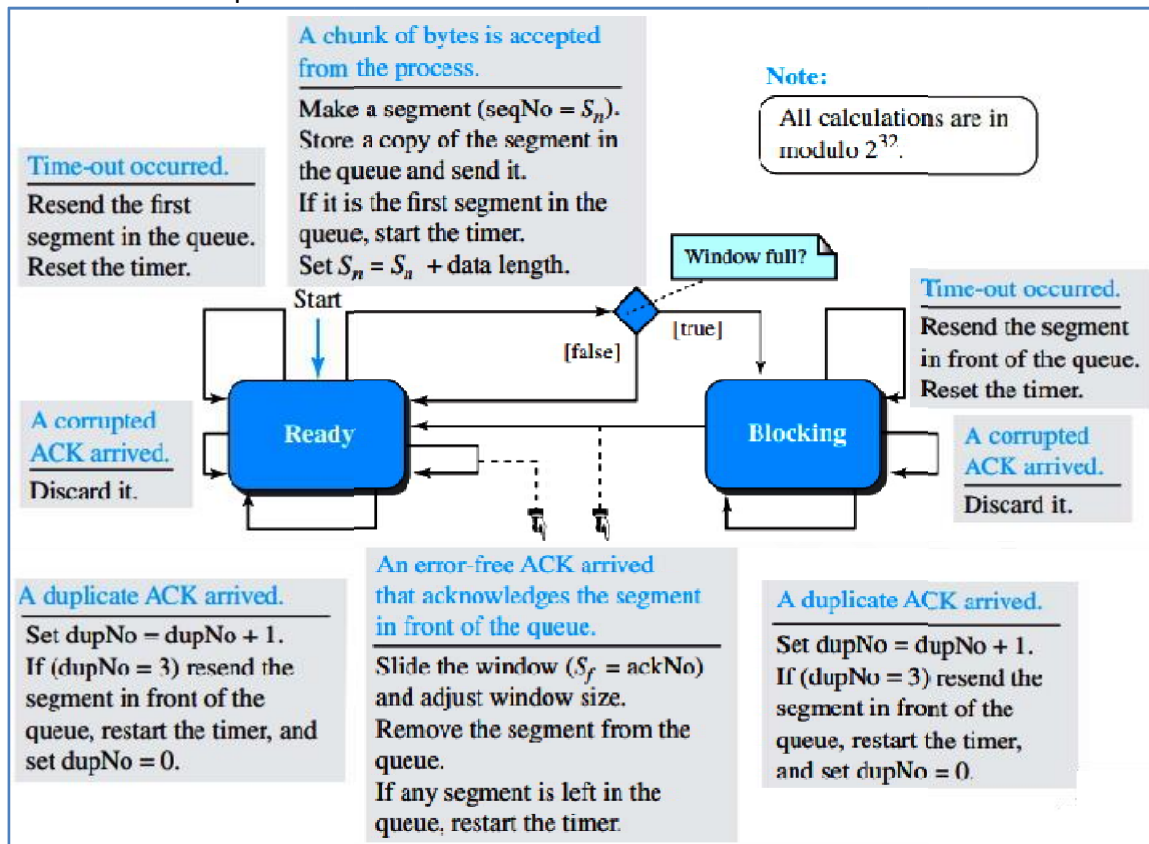 A chunk of bytes is accepted
from the process.
Make a segment (seqNo = Sn).
Store a copy of the segment in
the queue and send it.
If it is the first segment in the
queue, start the timer.
Set Sn = Sn + data length.
Note:
All calculations are in
modulo 2^32.
Time-out occurred.
Resend the first
segment in the queue.
Reset the timer.
Window full?
Start
[false]
[true]
Time-out occurred.
Resend the segment
in front of the queue.
Reset the timer.
A corrupted
ACK arrived.
Discard it.
Ready
Blocking
A corrupted
ACK arrived.
Discard it.
A duplicate ACK arrived.
Set dupNo = dupNo + 1.
If (dupNo = 3) resend the
segment in front of the
queue, restart the timer, and
set dupNo = 0.
An error-free ACK arrived
that acknowledges the segment
in front of the queue.
Slide the window (Sf = ackNo)
and adjust window size.
Remove the segment from the
queue.
If any segment is left in the
queue, restart the timer.
A duplicate ACK arrived.
Set dupNo = dupNo + 1.
If (dupNo = 3) resend the
segment in front of the
queue, restart the timer,
and set dupNo = 0.